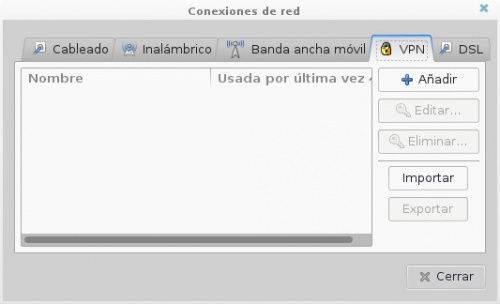 Conexiones de red
Cableado Inalámbrico Banda ancha móvil VPN DSL
Nombre Usada por última vez
Añadir
Editar...
Eliminar...
Importar
Exportar
Cerrar